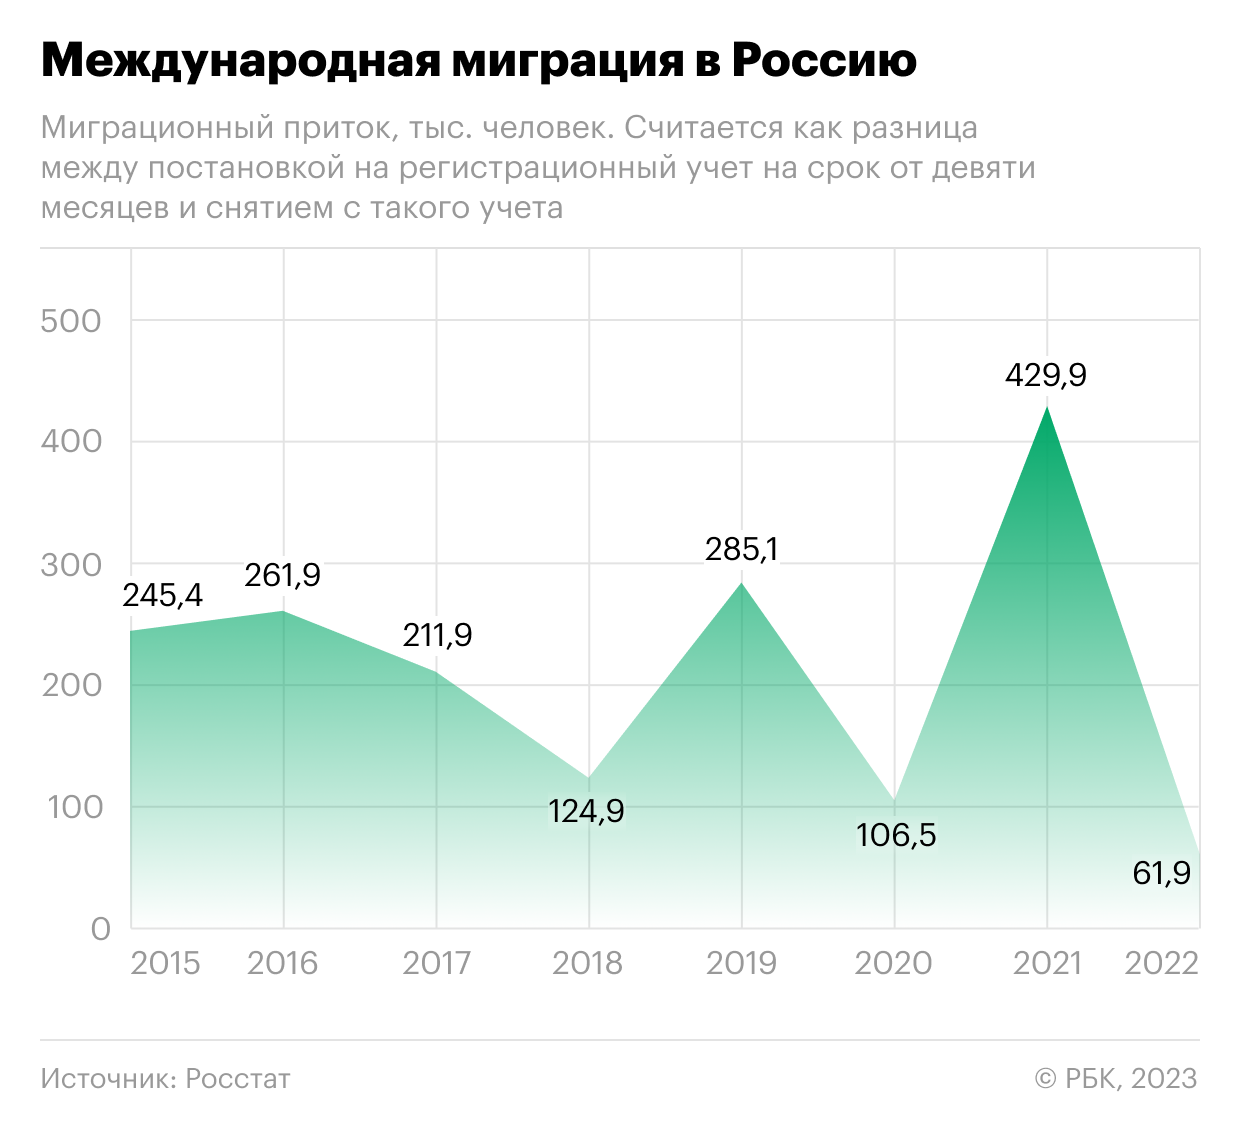 Международная миграция в Россию
Миграционный приток, тыс. человек. Считается как разница
между постановкой на регистрационный учет на срок от девяти
месяцев и снятием с такого учета
500
400
300
200
100
0
245,4
261,9
211,9
124,9
285,1
106,5
429,9
61,9
2015 2016 2017 2018 2019 2020 2021 2022
Источник: Росстат
© РБК, 2023